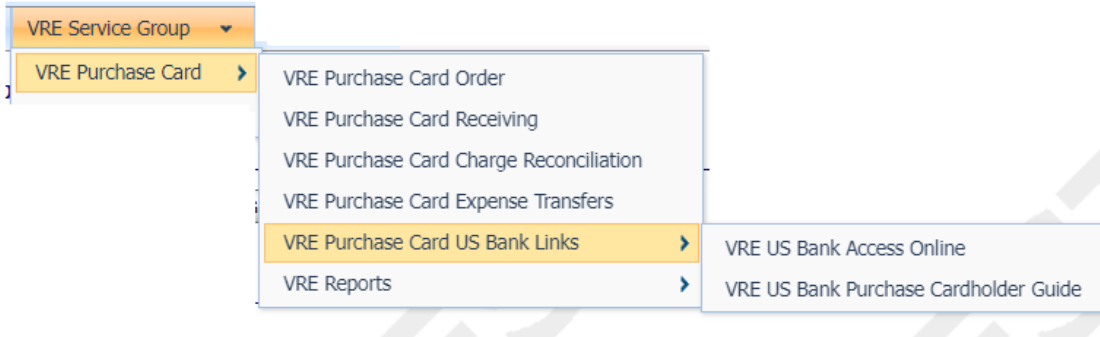 VRE Service Group
VRE Purchase Card
VRE Purchase Card Order
VRE Purchase Card Receiving
VRE Purchase Card Charge Reconciliation
VRE Purchase Card Expense Transfers
VRE Purchase Card US Bank Links
VRE Reports
VRE US Bank Access Online
VRE US Bank Purchase Cardholder Guide